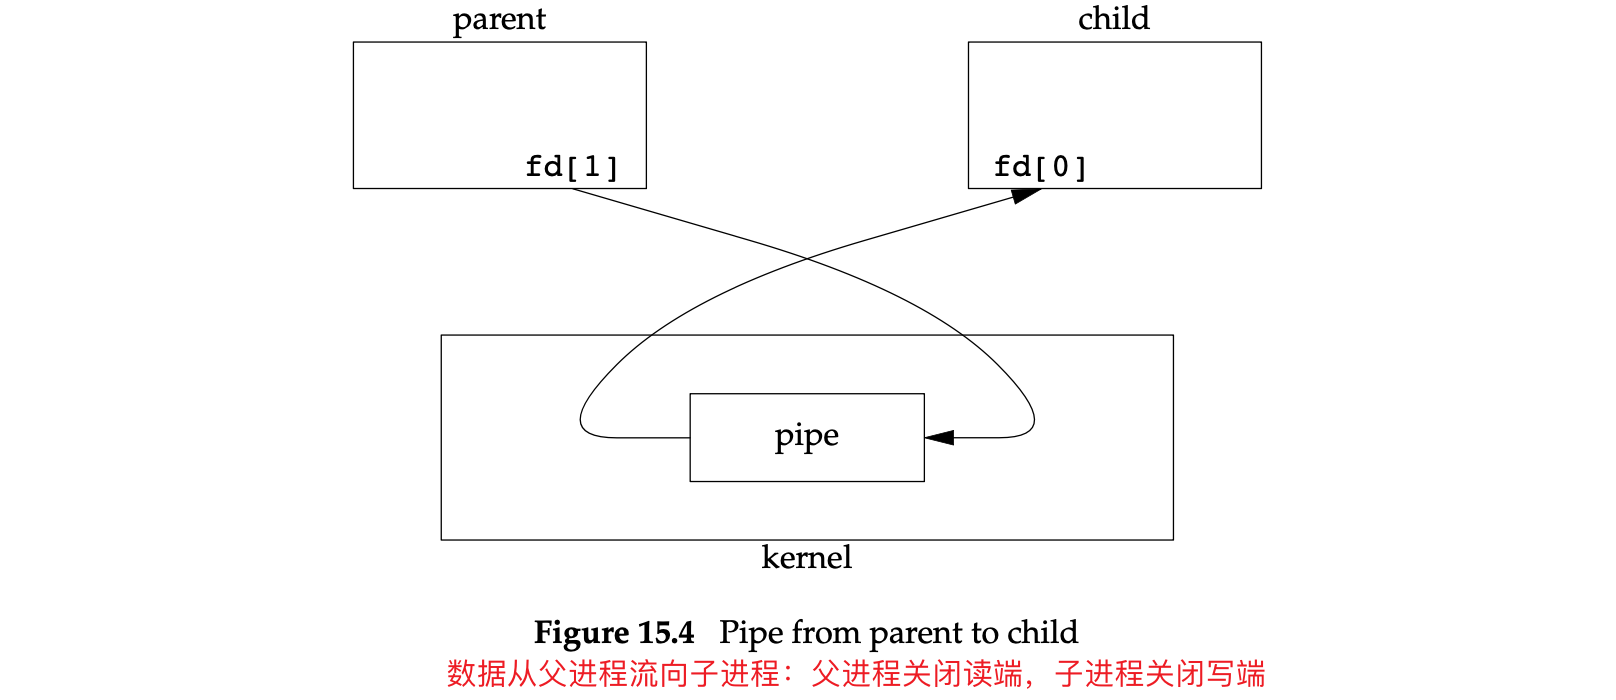 parent
child
fd[1]
fd[0]
pipe
kernel
Figure 15.4 Pipe from parent to child
数据从父进程流向子进程：父进程关闭读端，子进程关闭写端